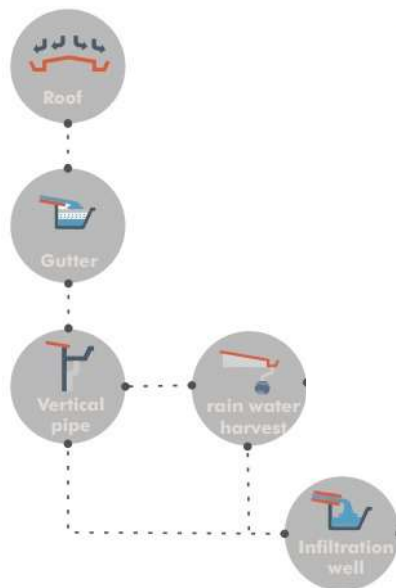 Roof
Gutter
Vertical
pipe
rain water
harvest
Infiltration
well